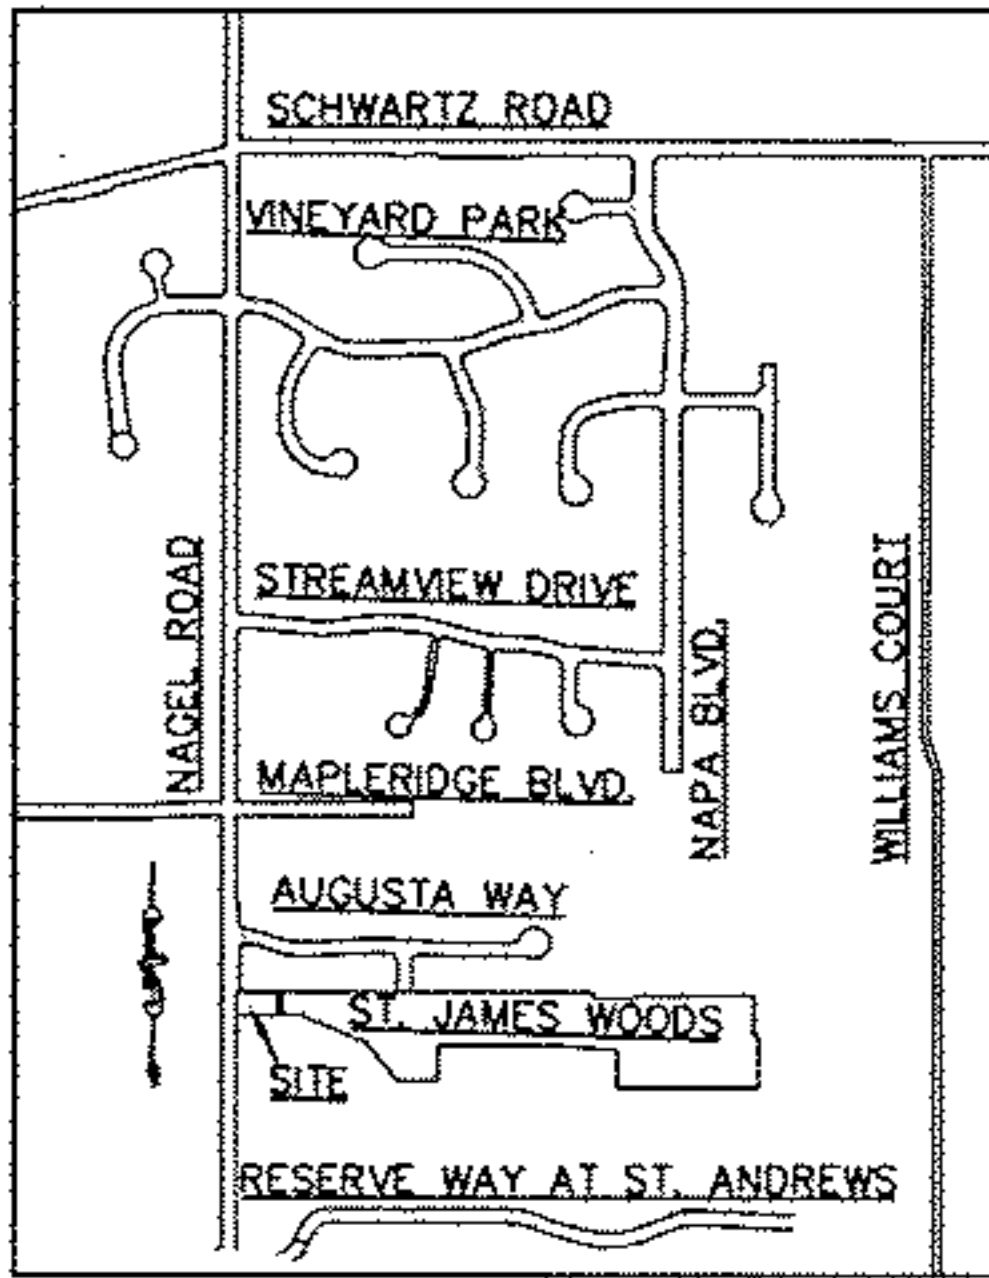 SCHWARTZ ROAD
VINEYARD PARK
STREAMVIEW DRIVE
NAGEL ROAD
NAPA BLVD.
WILLIAMS COURT
MAPLERIDGE BLVD.
AUGUSTA WAY
ST. JAMES WOODS
SITE
RESERVE WAY AT ST. ANDREWS